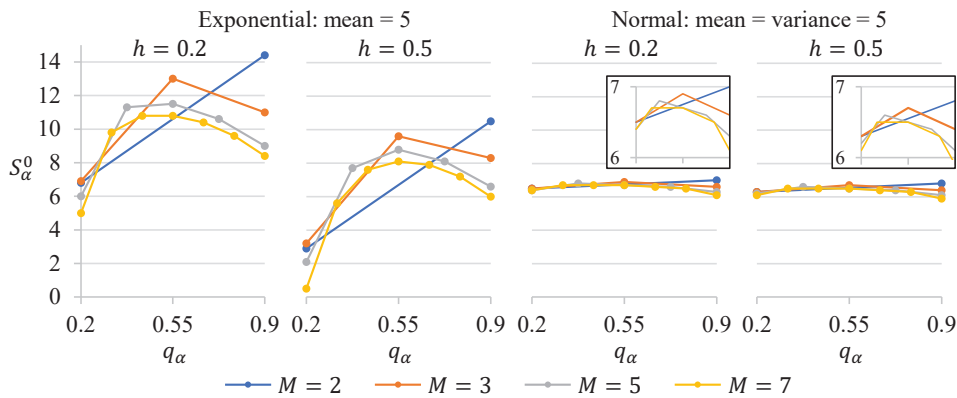 Exponential: mean = 5
Normal: mean = variance = 5
h = 0.2
h = 0.5
h = 0.2
h = 0.5
S⁰_α
14
12
10
8
6
4
2
0
7
6
7
6
0.2 0.55 0.9
0.2 0.55 0.9
0.2 0.55 0.9
0.2 0.55 0.9
q_α
q_α
q_α
q_α
M = 2 M = 3 M = 5 M = 7